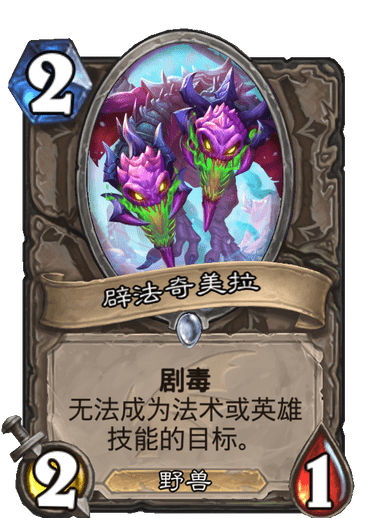 2
辟法奇美拉
剧毒
无法成为法术或英雄
技能的目标。
2
野兽
1